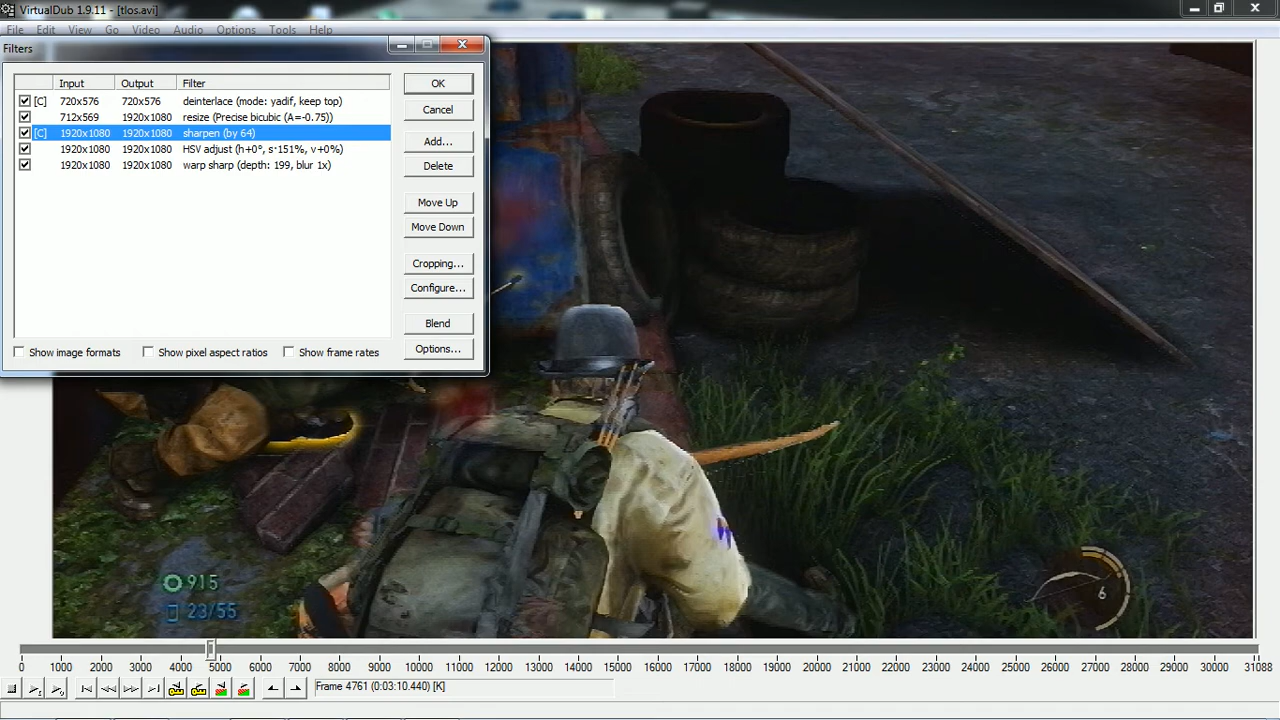 VirtualDub 1.9.11 - [tlos.avi]
File Edit View Go Video Audio Options Tools Help
Filters
Input Output Filter
[C] 720x576 720x576 deinterlace (mode: yadif, keep top)
712x569 1920x1080 resize (Precise bicubic (A=-0.75))
[C] 1920x1080 1920x1080 sharpen (by 64)
1920x1080 1920x1080 HSV adjust (h+0°, s·151%, v+0%)
1920x1080 1920x1080 warp sharp (depth: 199, blur 1x)
OK
Cancel
Add...
Delete
Move Up
Move Down
Cropping...
Configure...
Blend
Options...
Show image formats Show pixel aspect ratios Show frame rates
915
23/55
6
0 1000 2000 3000 4000 5000 6000 7000 8000 9000 10000 11000 12000 13000 14000 15000 16000 17000 18000 19000 20000 21000 22000 23000 24000 25000 26000 27000 28000 29000 30000 31088
Frame 4761 (0:03:10.440) [K]